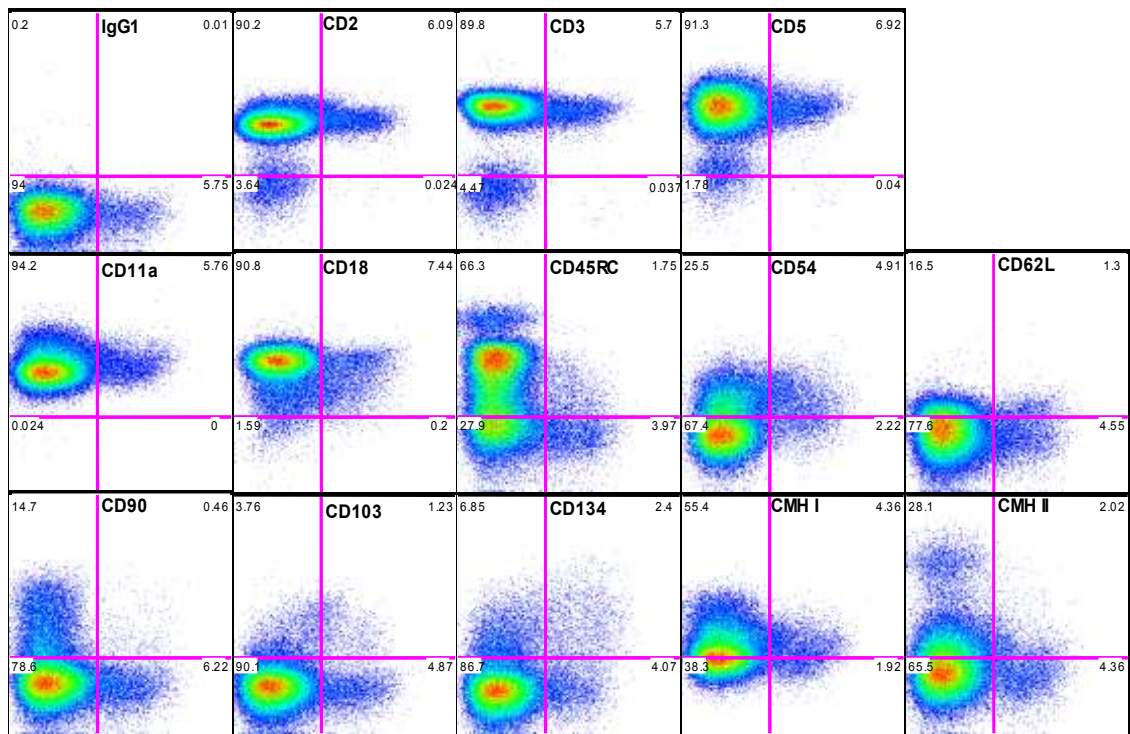 0.2 IgG1 0.01 90.2 CD2 6.09 89.8 CD3 5.7 91.3 CD5 6.92
94 5.75 3.64 0.024 4.47 0.037 1.78 0.04
94.2 CD11a 5.76 90.8 CD18 7.44 66.3 CD45RC 1.75 25.5 CD54 4.91 16.5 CD62L 1.3
0.024 0 1.59 0.2 27.9 3.97 67.4 2.22 77.6 4.55
14.7 CD90 0.46 3.76 CD103 1.23 6.85 CD134 2.4 55.4 CMH I 4.36 28.1 CMH II 2.02
78.6 6.22 90.1 4.87 86.7 4.07 38.3 1.92 65.5 4.36